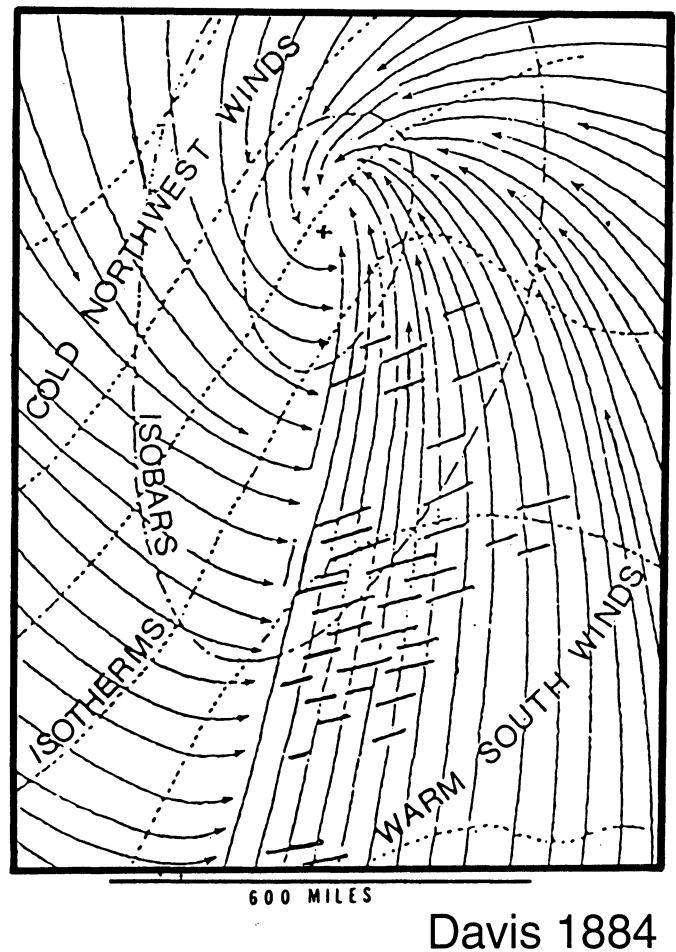 COLD NORTHWEST WINDS
ISOBARS
ISOTHERMS
WARM SOUTH WINDS
600 MILES
Davis 1884